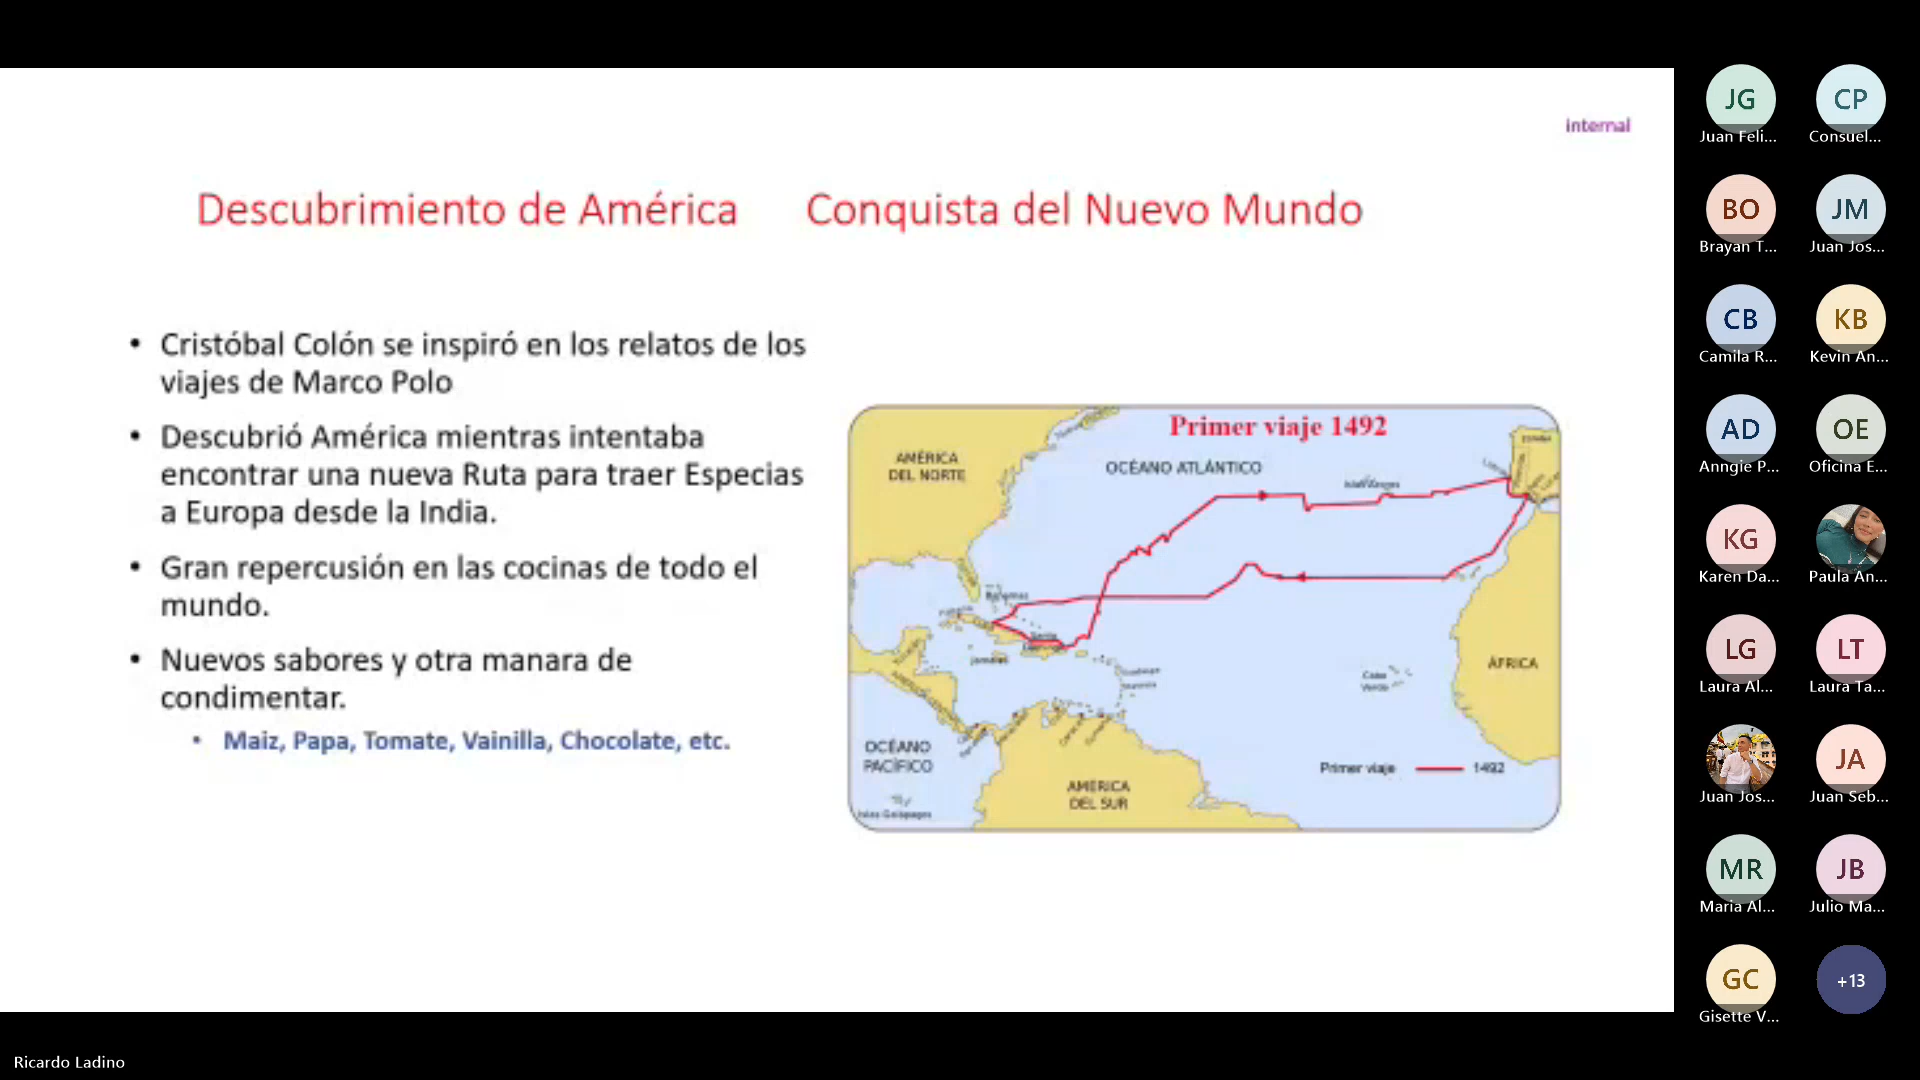 internal
Descubrimiento de América Conquista del Nuevo Mundo
• Cristóbal Colón se inspiró en los relatos de los
viajes de Marco Polo
• Descubrió América mientras intentaba
encontrar una nueva Ruta para traer Especias
a Europa desde la India.
• Gran repercusión en las cocinas de todo el
mundo.
• Nuevos sabores y otra manara de
condimentar.
• Maiz, Papa, Tomate, Vainilla, Chocolate, etc.
Primer viaje 1492
AMÉRICA
DEL NORTE
OCÉANO ATLÁNTICO
Bahamas
Jamaica
Cabo
Verde
ÁFRICA
OCÉANO
PACÍFICO
Islas Galápagos
AMÉRICA
DEL SUR
Primer viaje 1492
JG
Juan Feli...
CP
Consuel...
BO
Brayan T...
JM
Juan Jos...
CB
Camila R...
KB
Kevin An...
AD
Anngie P...
OE
Oficina E...
KG
Karen Da...
Paula An...
LG
Laura Al...
LT
Laura Ta...
Juan Jos...
JA
Juan Seb...
MR
Maria Al...
JB
Julio Ma...
GC
Gisette V...
+13
Ricardo Ladino